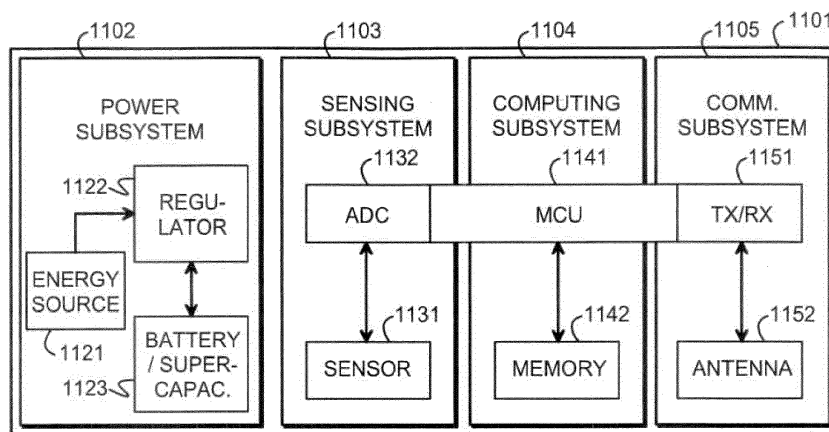 1102
1103
1104
1105
1101
POWER
SUBSYSTEM
SENSING
SUBSYSTEM
COMPUTING
SUBSYSTEM
COMM.
SUBSYSTEM
1122
REGU-
LATOR
ENERGY
SOURCE
1121
BATTERY
/ SUPER-
CAPAC.
1123
1132
ADC
1141
MCU
1151
TX/RX
1131
SENSOR
1142
MEMORY
1152
ANTENNA